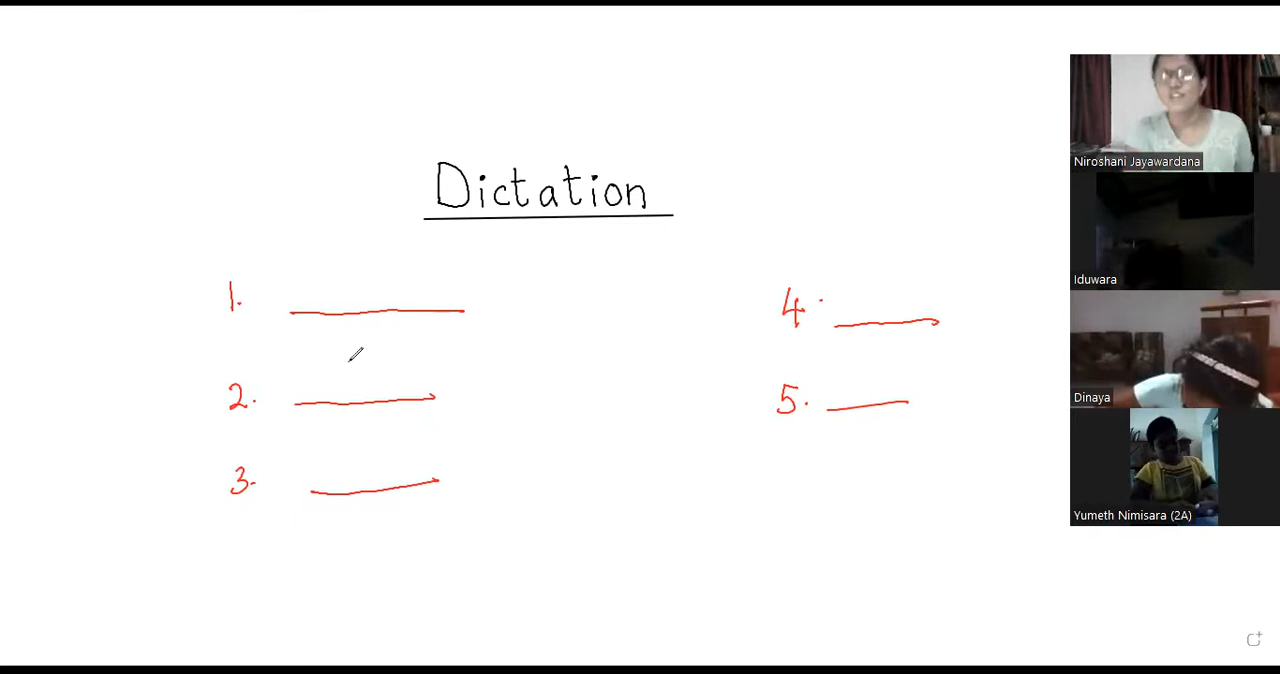 Dictation
1.
2.
3.
4.
5.
Niroshani Jayawardana
Iduwara
Dinaya
Yumeth Nimisara (2A)